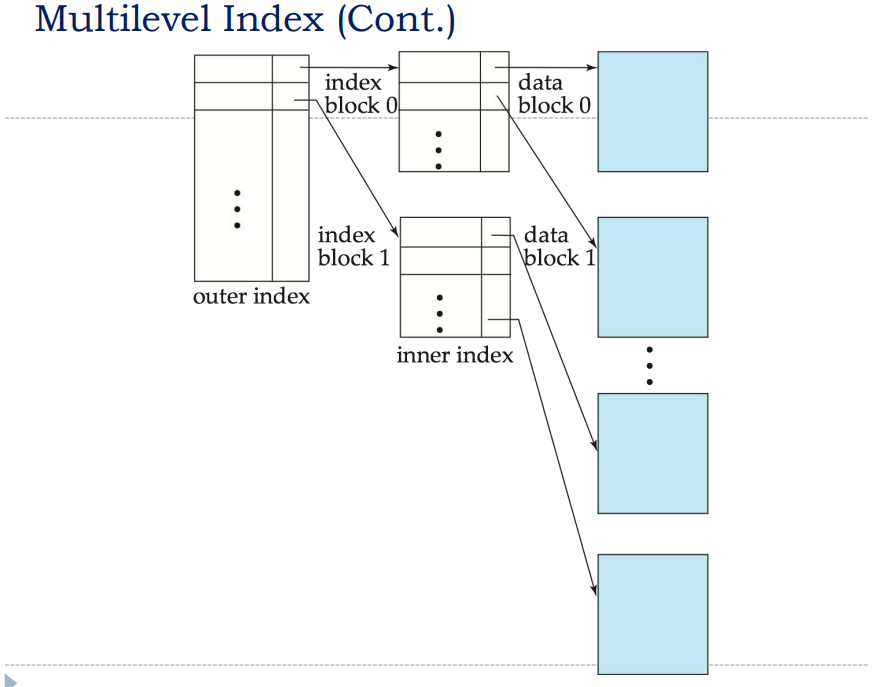 Multilevel Index (Cont.)
index
block 0
data
block 0
index
block 1
data
block 1
outer index
inner index